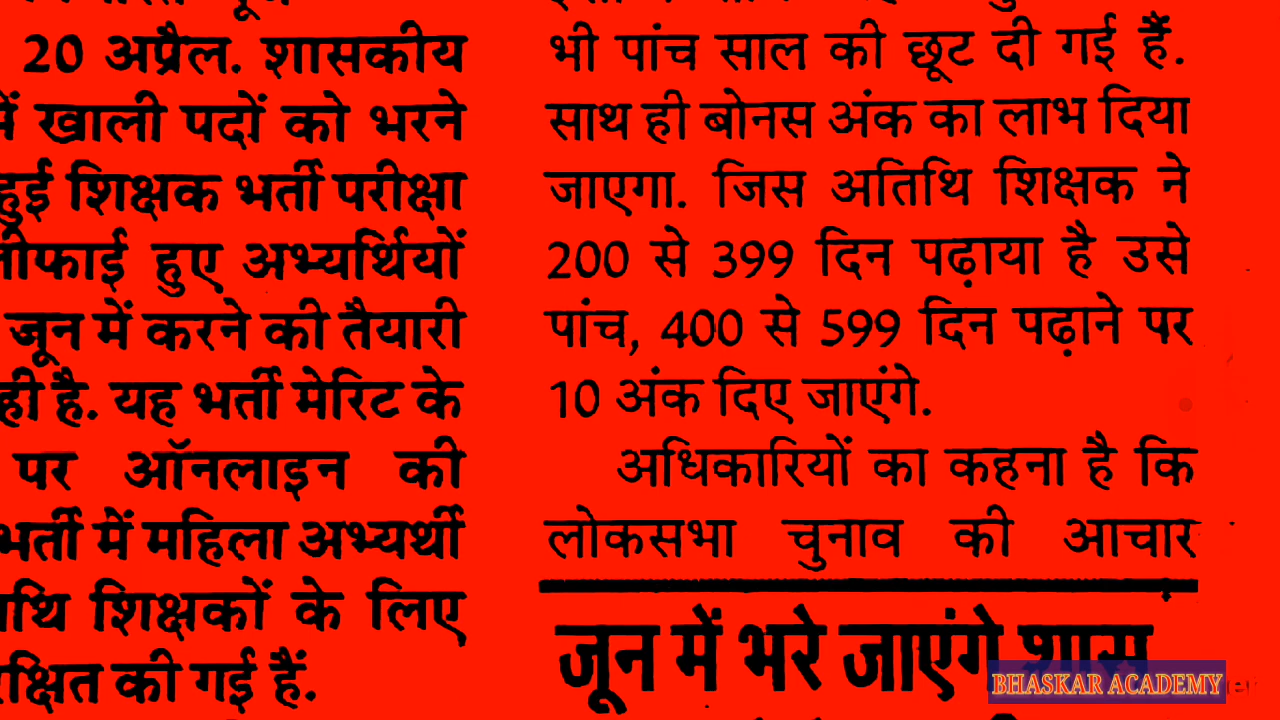 20 अप्रैल. शासकीय
में खाली पदों को भरने
हुई शिक्षक भर्ती परीक्षा
हुए अभ्यर्थियों
जून में करने की तैयारी
ही है. यह भर्ती मेरिट के
पर ऑनलाइन की
भर्ती में महिला अभ्यर्थी
शिक्षकों के लिए
की गई हैं.
भी पांच साल की छूट दी गई हैं.
साथ ही बोनस अंक का लाभ दिया
जाएगा. जिस अतिथि शिक्षक ने
200 से 399 दिन पढ़ाया है उसे
पांच, 400 से 599 दिन पढ़ाने पर
10 अंक दिए जाएंगे.
अधिकारियों का कहना है कि
लोकसभा चुनाव की आचार
जून में भरे जाएंगे शास
BHASKAR ACADEMY